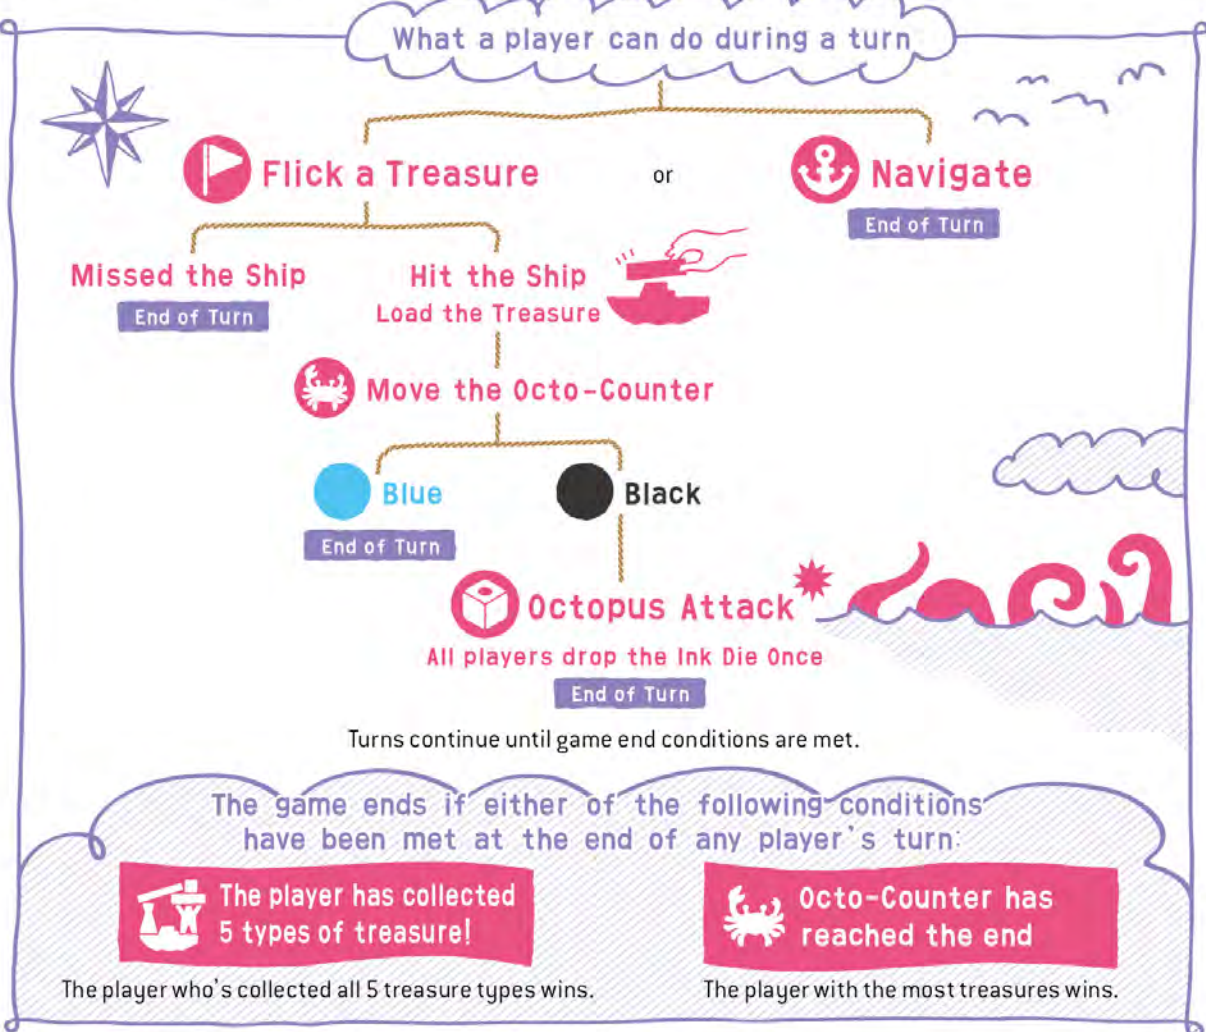 What a player can do during a turn
Flick a Treasure
or
Navigate
End of Turn
Missed the Ship
End of Turn
Hit the Ship
Load the Treasure
Move the Octo-Counter
Blue
End of Turn
Black
Octopus Attack
All players drop the Ink Die Once
End of Turn
Turns continue until game end conditions are met.
The game ends if either of the following conditions
have been met at the end of any player's turn:
The player has collected
5 types of treasure!
The player who's collected all 5 treasure types wins.
Octo-Counter has
reached the end
The player with the most treasures wins.